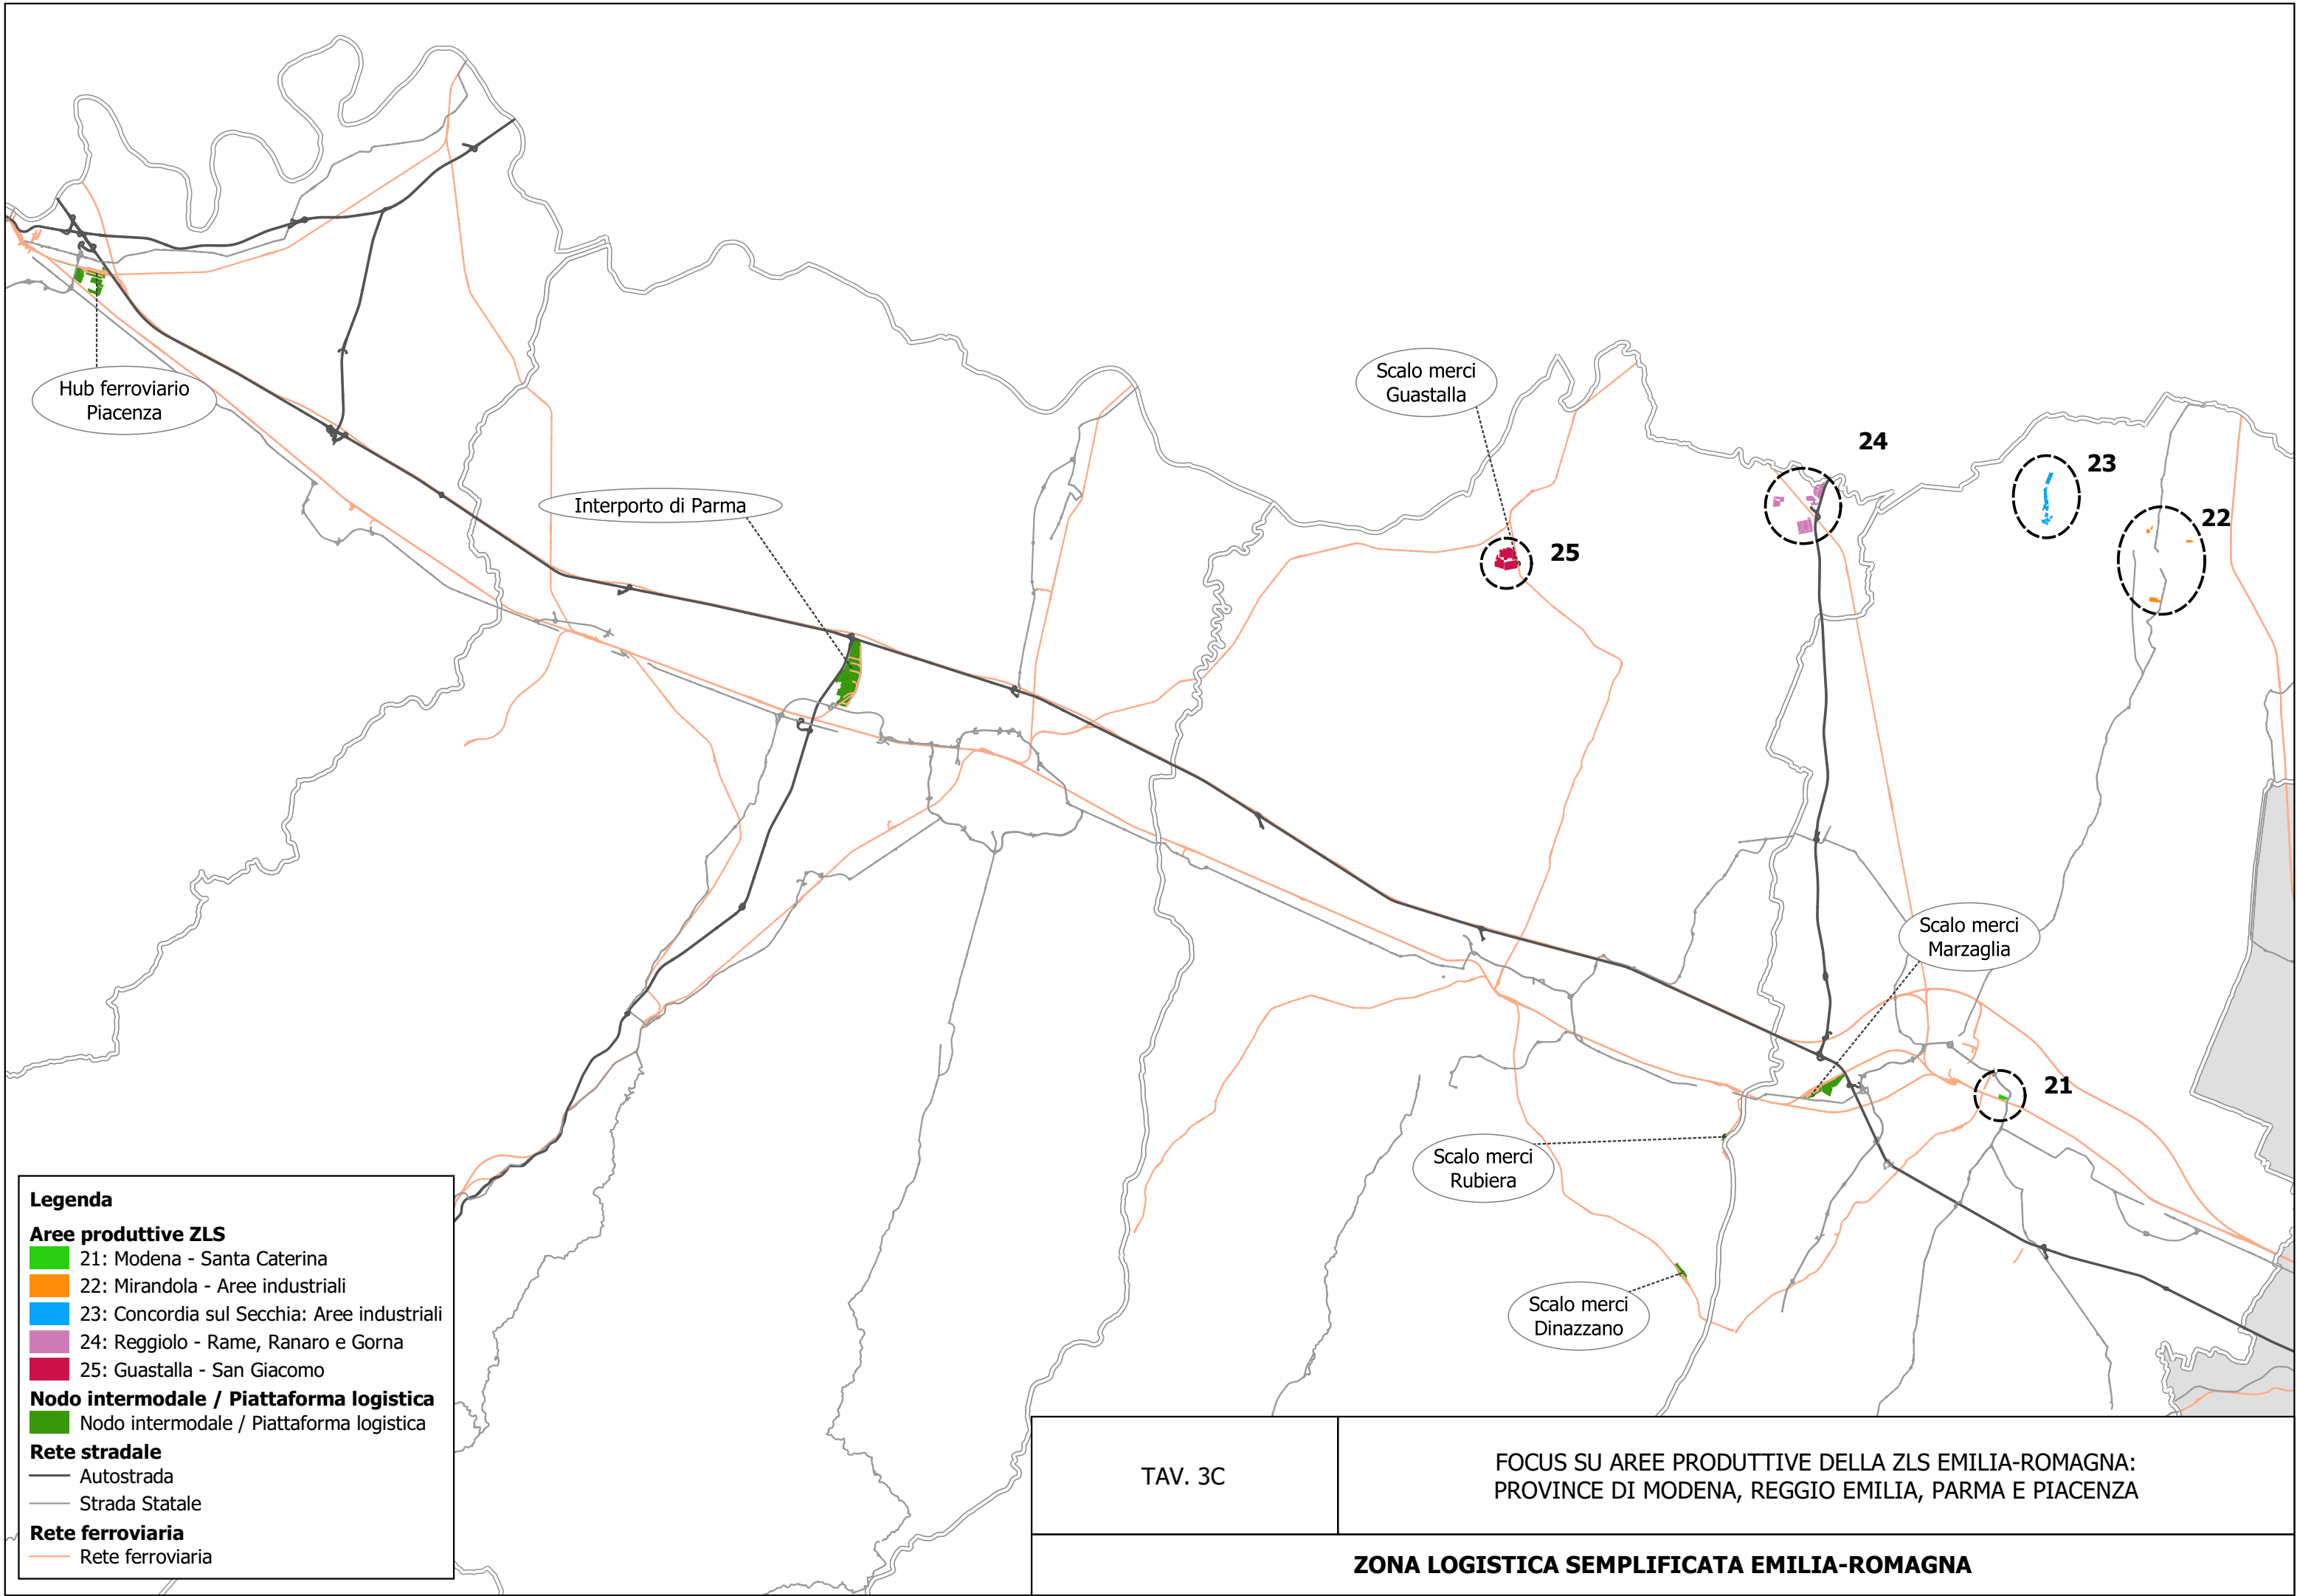 Hub ferroviario
Piacenza
Interporto di Parma
Scalo merci
Guastalla
24
23
22
25
Scalo merci
Marzaglia
21
Scalo merci
Rubiera
Scalo merci
Dinazzano
Legenda
Aree produttive ZLS
21: Modena - Santa Caterina
22: Mirandola - Aree industriali
23: Concordia sul Secchia: Aree industriali
24: Reggiolo - Rame, Ranaro e Gorna
25: Guastalla - San Giacomo
Nodo intermodale / Piattaforma logistica
Nodo intermodale / Piattaforma logistica
Rete stradale
Autostrada
Strada Statale
Rete ferroviaria
Rete ferroviaria
TAV. 3C
FOCUS SU AREE PRODUTTIVE DELLA ZLS EMILIA-ROMAGNA:
PROVINCE DI MODENA, REGGIO EMILIA, PARMA E PIACENZA
ZONA LOGISTICA SEMPLIFICATA EMILIA-ROMAGNA